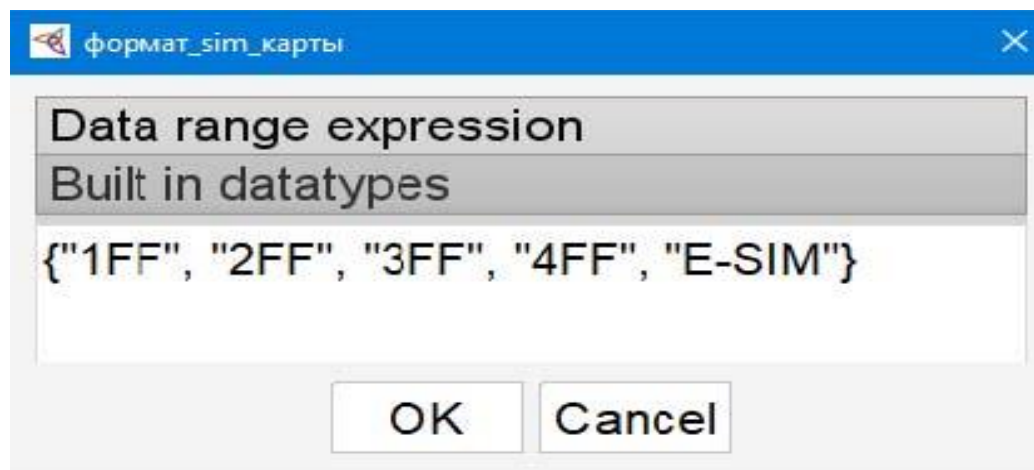 формат_sim_карты
Data range expression
Built in datatypes
{"1FF", "2FF", "3FF", "4FF", "E-SIM"}
OK Cancel